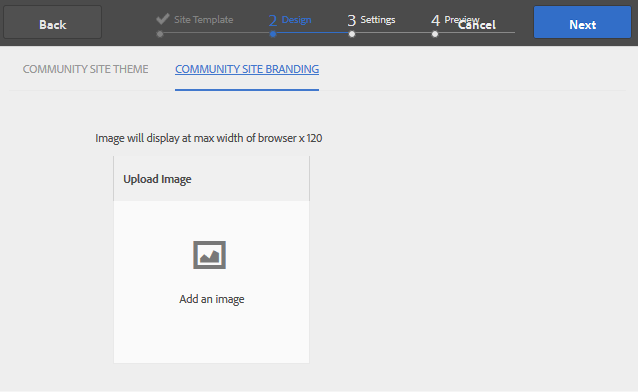 Back
Site Template
2 Design
3 Settings
4 Preview
Cancel
Next
COMMUNITY SITE THEME
COMMUNITY SITE BRANDING
Image will display at max width of browser x 120
Upload Image
Add an image